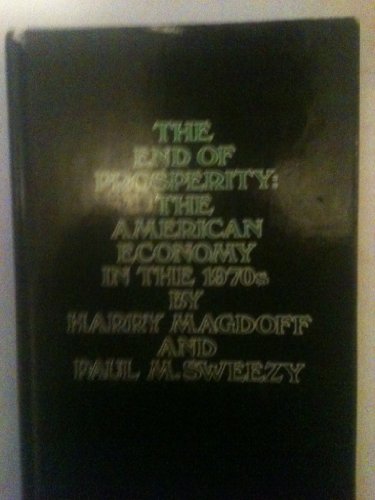 THE
END OF
PROSPERITY:
THE
AMERICAN
ECONOMY
IN THE 1970s
BY
HARRY MAGDOFF
AND
PAUL M. SWEEZY